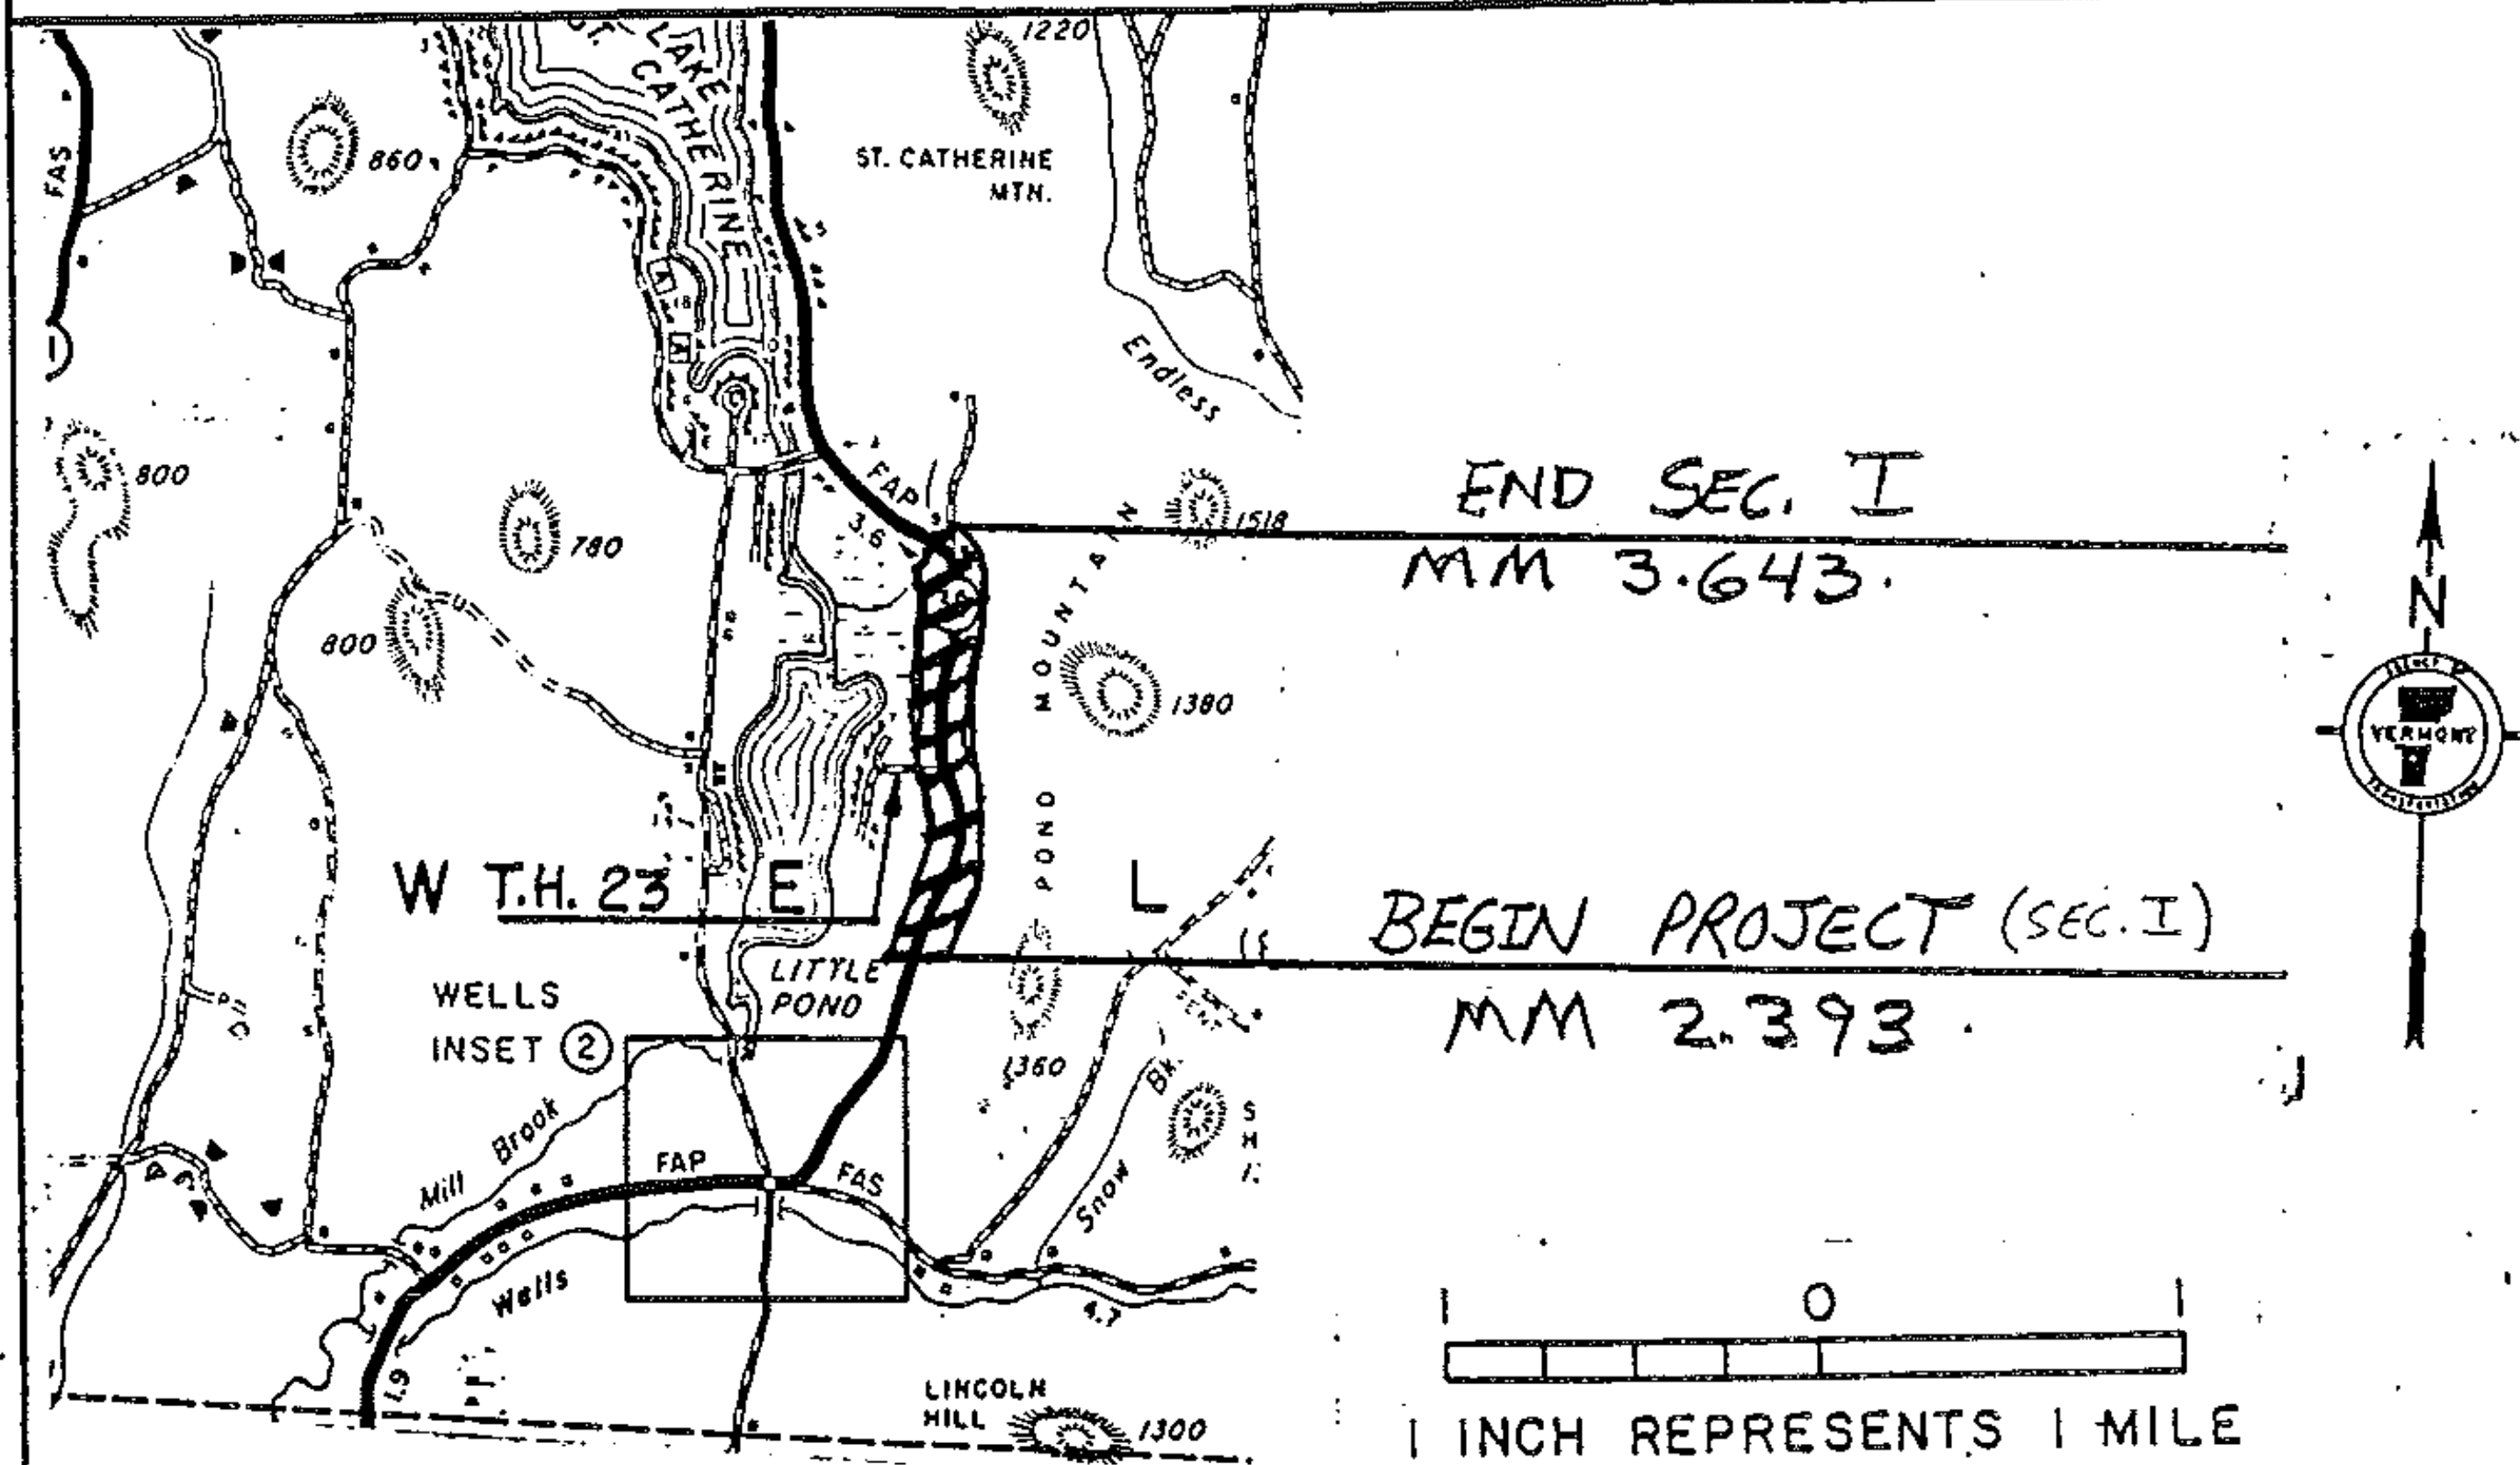 LAKE
ST. CATHERINE
1220
FAS
860
ST. CATHERINE
MTN.
Endless
800
780
FAP
3.6
1518
END SEC. I
MM 3.643.
N
VERMONT
800
POND MOUNTAIN
1380
W T.H. 23 E L
BEGIN PROJECT (SEC. I)
MM 2.393.
LITTLE
POND
WELLS
INSET 2
1360
Mill Brook
FAP
FAS
Snow Bk.
Wells
4.7
1.9
LINCOLN
HILL
1300
1 0 1
1 INCH REPRESENTS 1 MILE